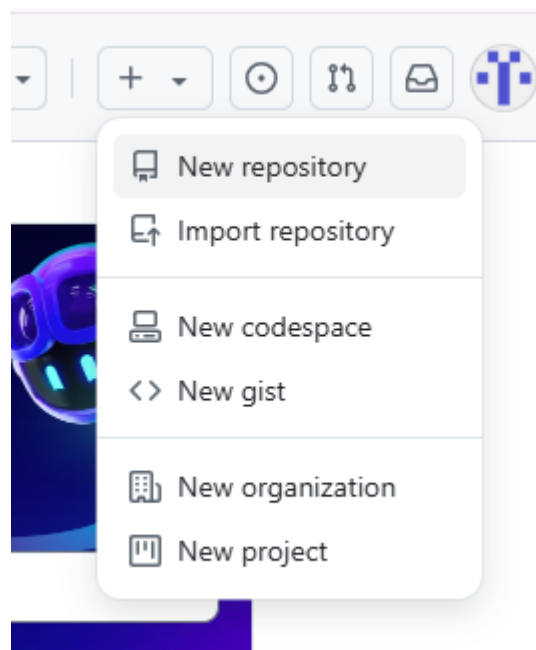 New repository
Import repository
New codespace
New gist
New organization
New project